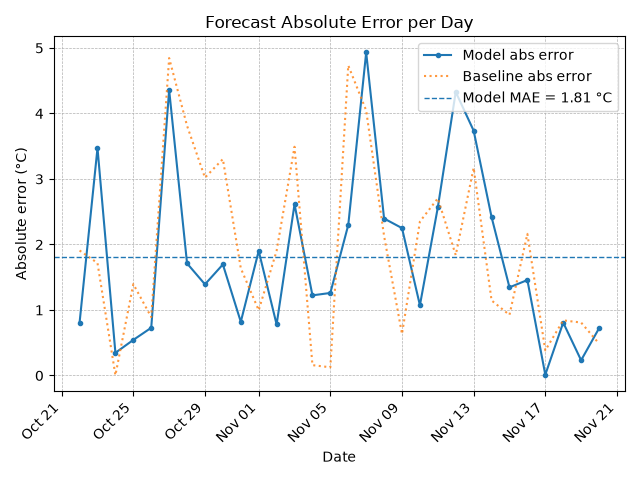 Forecast Absolute Error per Day
Model abs error
Baseline abs error
Model MAE = 1.81 °C
Absolute error (°C)
5
4
3
2
1
0
Oct 21
Oct 25
Oct 29
Nov 01
Nov 05
Nov 09
Nov 13
Nov 17
Nov 21
Date